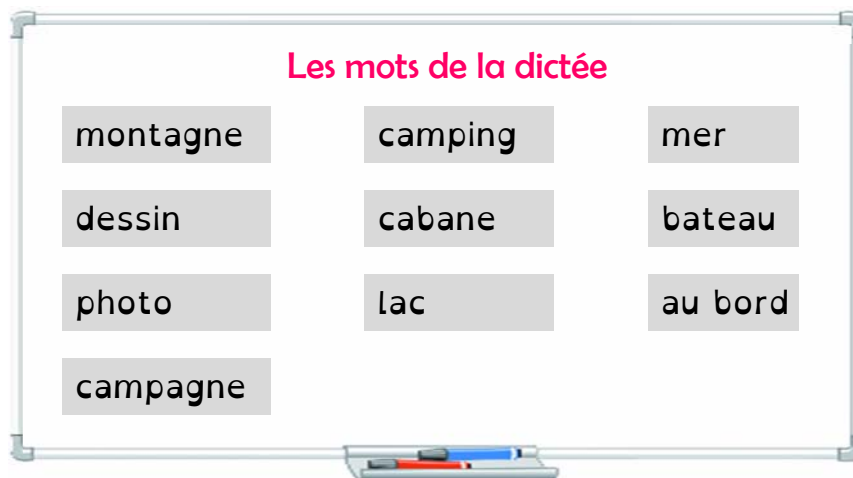 Les mots de la dictée
montagne camping mer
dessin cabane bateau
photo lac au bord
campagne